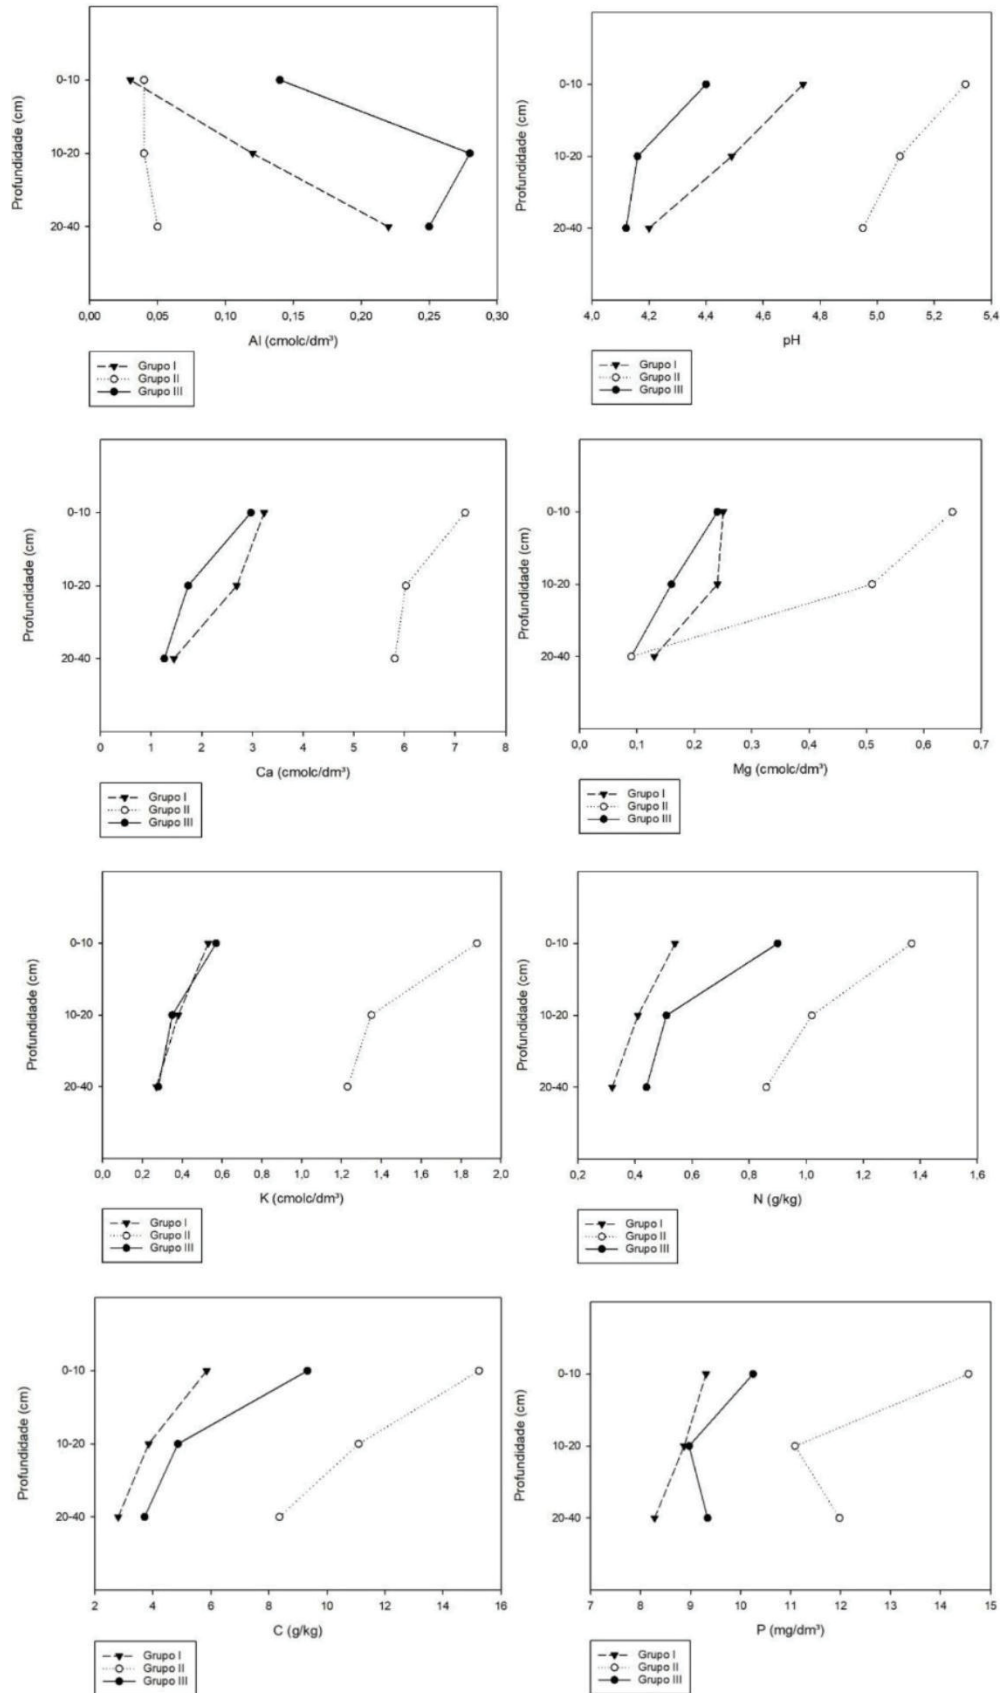 Profundidade (cm)
0-10
10-20
20-40
0,00 0,05 0,10 0,15 0,20 0,25 0,30
Al (cmolc/dm³)
Grupo I
Grupo II
Grupo III
Profundidade (cm)
0-10
10-20
20-40
4,0 4,2 4,4 4,6 4,8 5,0 5,2 5,4
pH
Grupo I
Grupo II
Grupo III
Profundidade (cm)
0-10
10-20
20-40
0 1 2 3 4 5 6 7 8
Ca (cmolc/dm³)
Grupo I
Grupo II
Grupo III
Profundidade (cm)
0-10
10-20
20-40
0,0 0,1 0,2 0,3 0,4 0,5 0,6 0,7
Mg (cmolc/dm³)
Grupo I
Grupo II
Grupo III
Profundidade (cm)
0-10
10-20
20-40
0,0 0,2 0,4 0,6 0,8 1,0 1,2 1,4 1,6 1,8 2,0
K (cmolc/dm³)
Grupo I
Grupo II
Grupo III
Profundidade (cm)
0-10
10-20
20-40
0,2 0,4 0,6 0,8 1,0 1,2 1,4 1,6
N (g/kg)
Grupo I
Grupo II
Grupo III
Profundidade (cm)
0-10
10-20
20-40
2 4 6 8 10 12 14 16
C (g/kg)
Grupo I
Grupo II
Grupo III
Profundidade (cm)
0-10
10-20
20-40
7 8 9 10 11 12 13 14 15
P (mg/dm³)
Grupo I
Grupo II
Grupo III